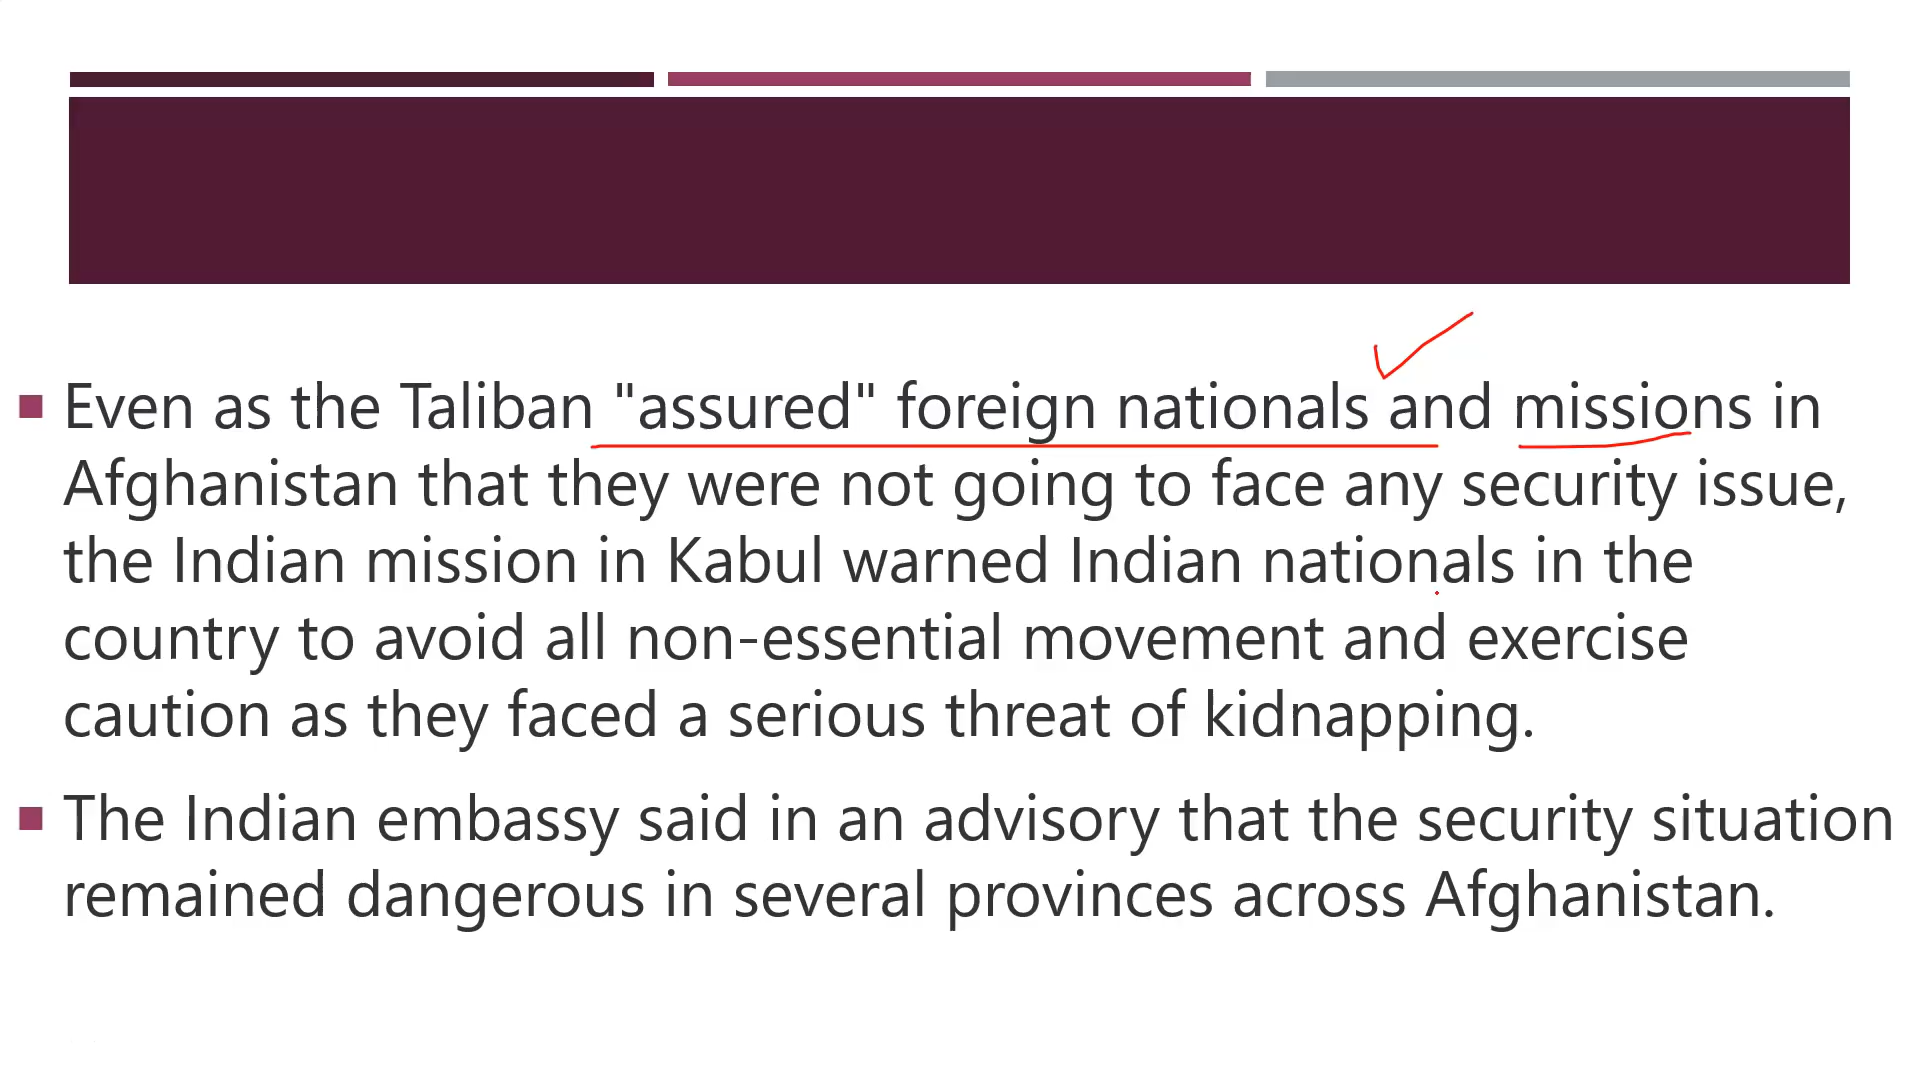 Even as the Taliban "assured" foreign nationals and missions in
Afghanistan that they were not going to face any security issue,
the Indian mission in Kabul warned Indian nationals in the
country to avoid all non-essential movement and exercise
caution as they faced a serious threat of kidnapping.
The Indian embassy said in an advisory that the security situation
remained dangerous in several provinces across Afghanistan.